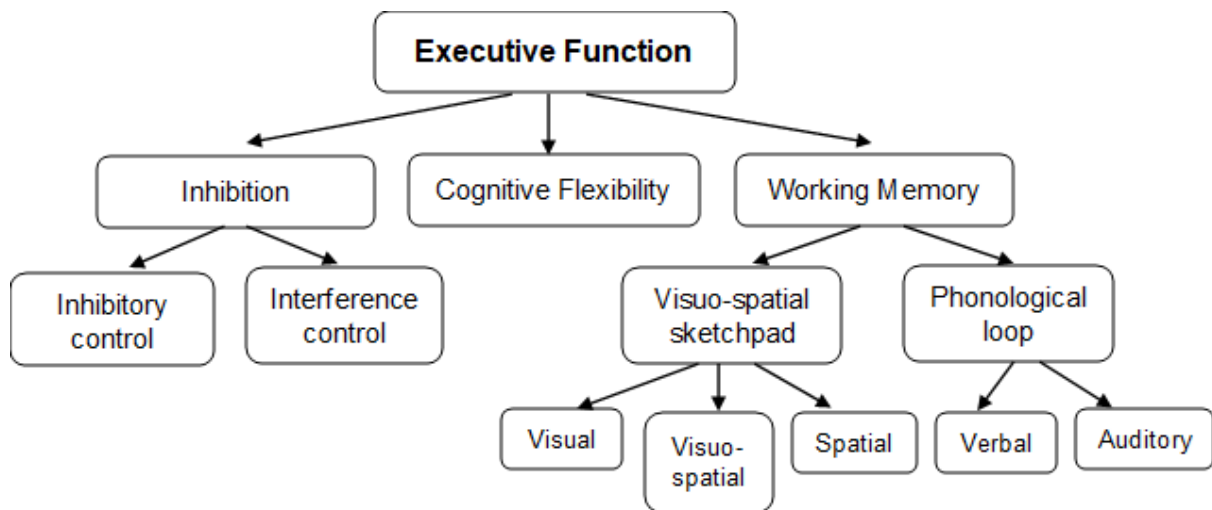 Executive Function
Inhibition
Cognitive Flexibility
Working Memory
Inhibitory
control
Interference
control
Visuo-spatial
sketchpad
Phonological
loop
Visual
Visuo-
spatial
Spatial
Verbal
Auditory